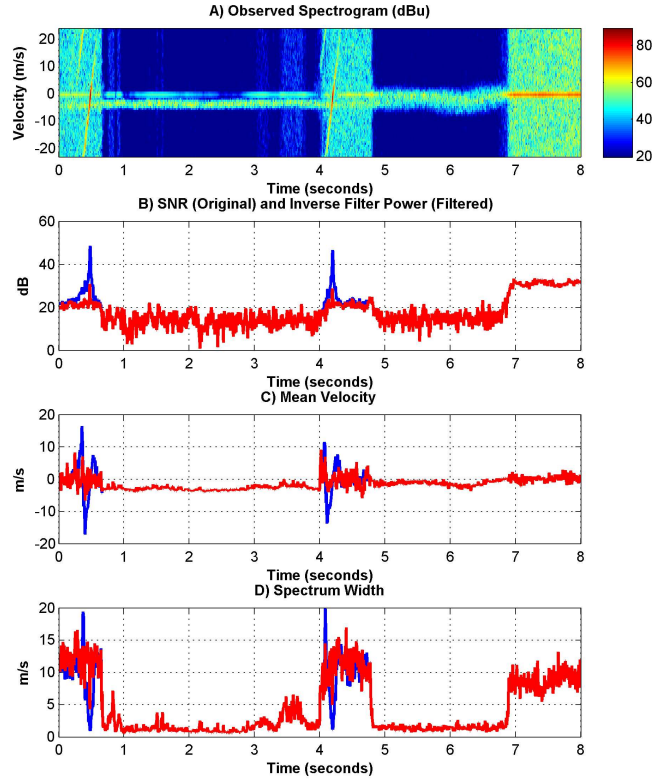 A) Observed Spectrogram (dBu)
Velocity (m/s)
20
10
0
-10
-20
0 1 2 3 4 5 6 7 8
80
60
40
20
Time (seconds)
B) SNR (Original) and Inverse Filter Power (Filtered)
dB
60
40
20
0
0 1 2 3 4 5 6 7 8
Time (seconds)
C) Mean Velocity
m/s
20
10
0
-10
-20
0 1 2 3 4 5 6 7 8
Time (seconds)
D) Spectrum Width
m/s
20
15
10
5
0
0 1 2 3 4 5 6 7 8
Time (seconds)